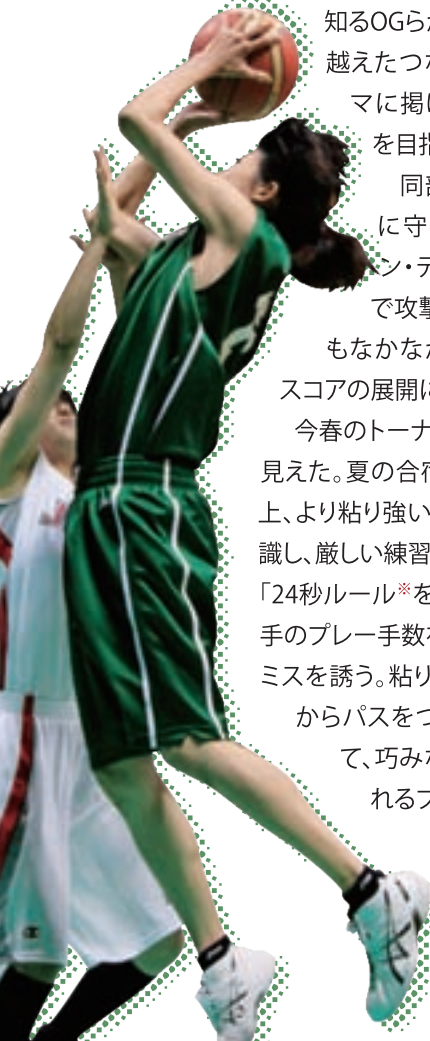 知るOGら
越えたつな
マに掲
を目指
同部
に守
ン・テ
で攻撃
もなかなか
スコアの展開に
今春のトーナ
見えた。夏の合宿
上、より粘り強い
識し、厳しい練習
「24秒ルール※を
手のプレー手数を
ミスを誘う。粘り
からパスをつ
て、巧みな
れるフ